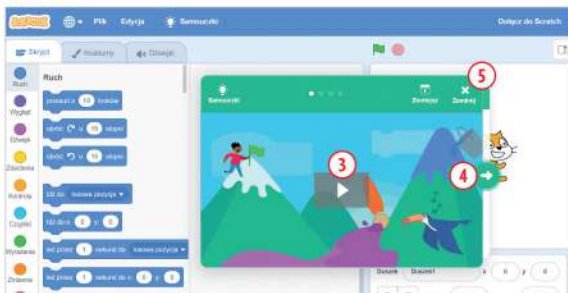 SCRATCH Plik Edycja Samouczki Dołącz do Scratch
Skrypt Kostiumy Dźwięki
Ruch
Ruch
przesuń o 10 kroków
Wygląd
obróć o 15 stopni
Dźwięk
obróć o 15 stopni
Zdarzenia
Kontrola
idź do losowa pozycja
Czujniki
idź do x: 0 y: 0
Wyrażenia
leć przez 1 sekund do losowa pozycja
Zmienne
leć przez 1 sekund do x: 0 y: 0
Samouczki
Zmniejsz
Zamknij
5
3
4
Duszek Duszek1 x 0 y 0